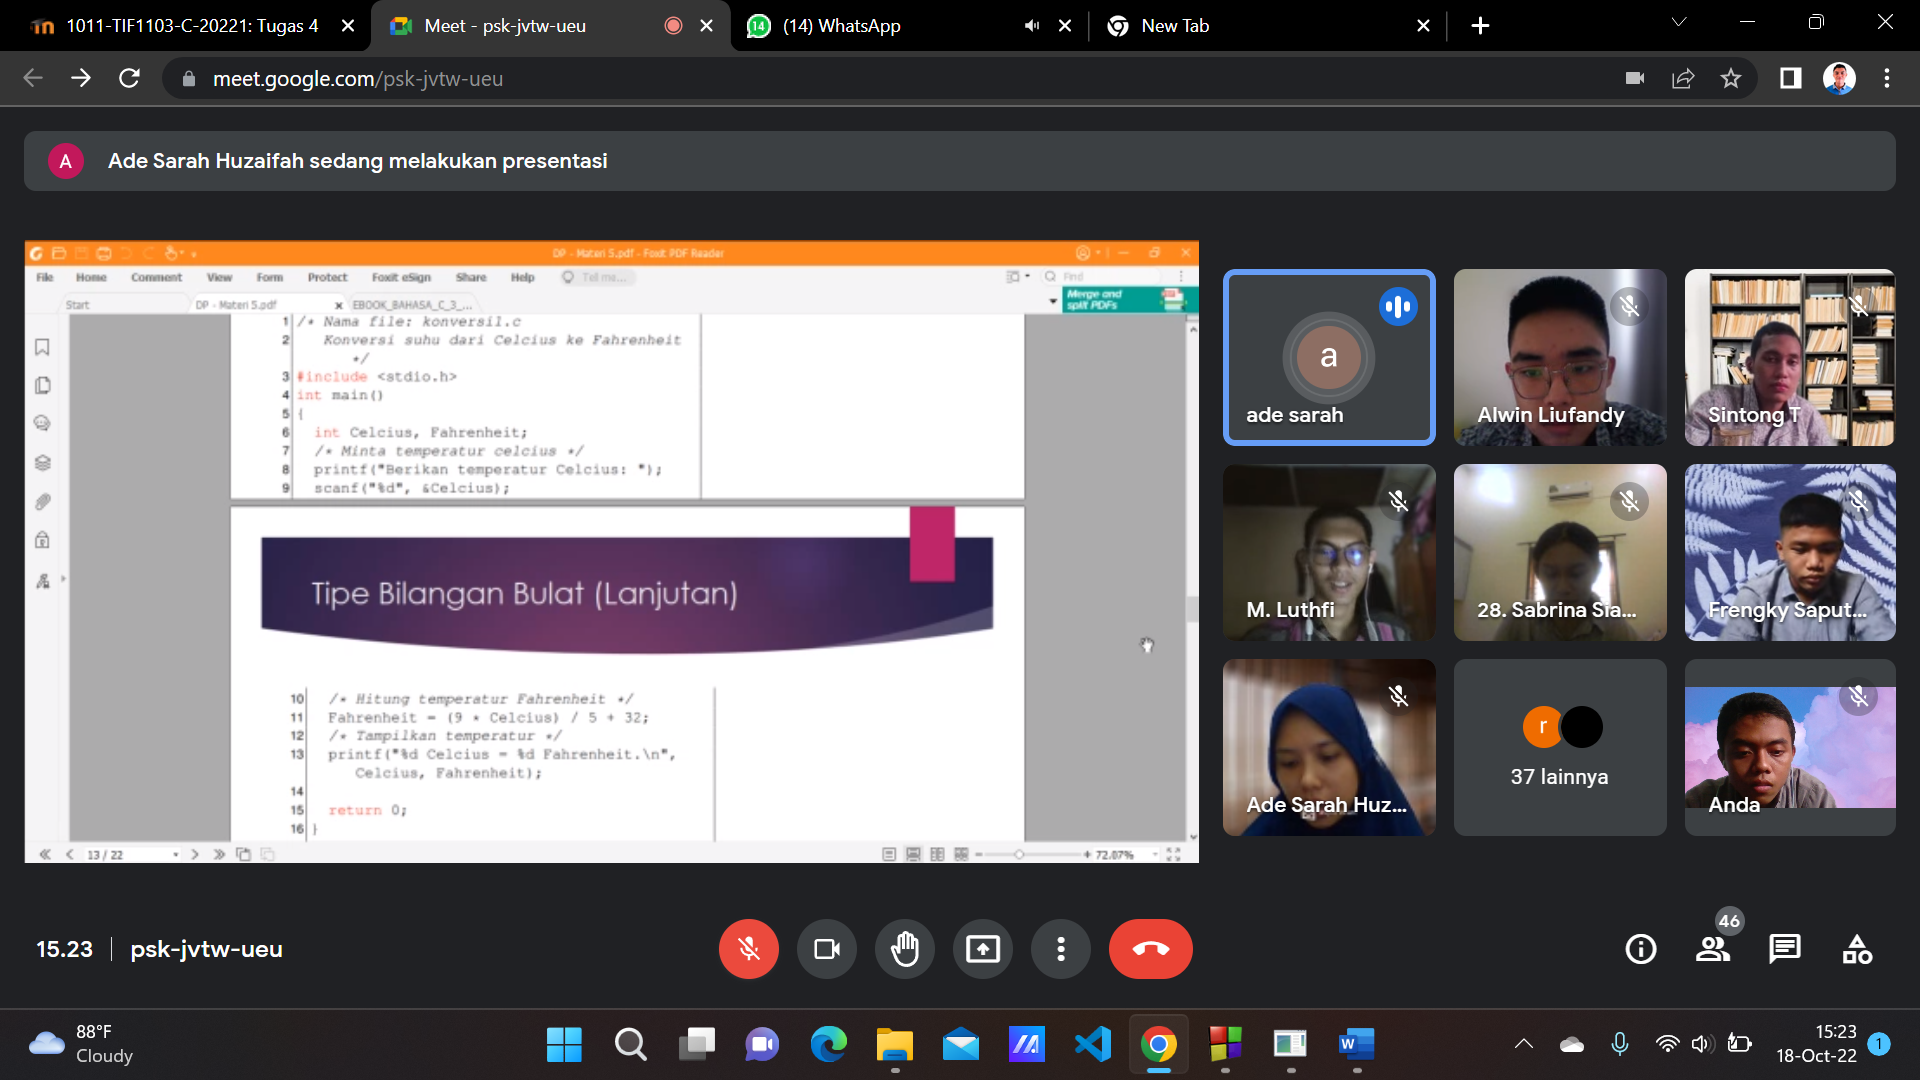 1011-TIF1103-C-20221: Tugas 4
Meet - psk-jvtw-ueu
14
(14) WhatsApp
New Tab
meet.google.com/psk-jvtw-ueu
A
Ade Sarah Huzaifah sedang melakukan presentasi
DP - Materi 5.pdf - Foxit PDF Reader
File Home Comment View Form Protect Foxit eSign Share Help Tell me... Find
Start
DP - Materi 5.pdf
EBOOK_BAHASA_C_3_...
Merge and
split PDFs
1 /* Nama file: konversi1.c
2 Konversi suhu dari Celcius ke Fahrenheit
*/
3 #include <stdio.h>
4 int main()
5 {
6 int Celcius, Fahrenheit;
7 /* Minta temperatur celcius */
8 printf("Berikan temperatur Celcius: ");
9 scanf("%d", &Celcius);
Tipe Bilangan Bulat (Lanjutan)
10 /* Hitung temperatur Fahrenheit */
11 Fahrenheit = (9 * Celcius) / 5 + 32;
12 /* Tampilkan temperatur */
13 printf("%d Celcius = %d Fahrenheit.\n",
Celcius, Fahrenheit);
14
15 return 0;
16 }
13 / 22
72.07%
a
ade sarah
Alwin Liufandy
Sintong T
M. Luthfi
28. Sabrina Sia...
Frengky Saput...
Ade Sarah Huz...
r
37 lainnya
Anda
15.23
psk-jvtw-ueu
46
88°F
Cloudy
W
15:23
18-Oct-22
1